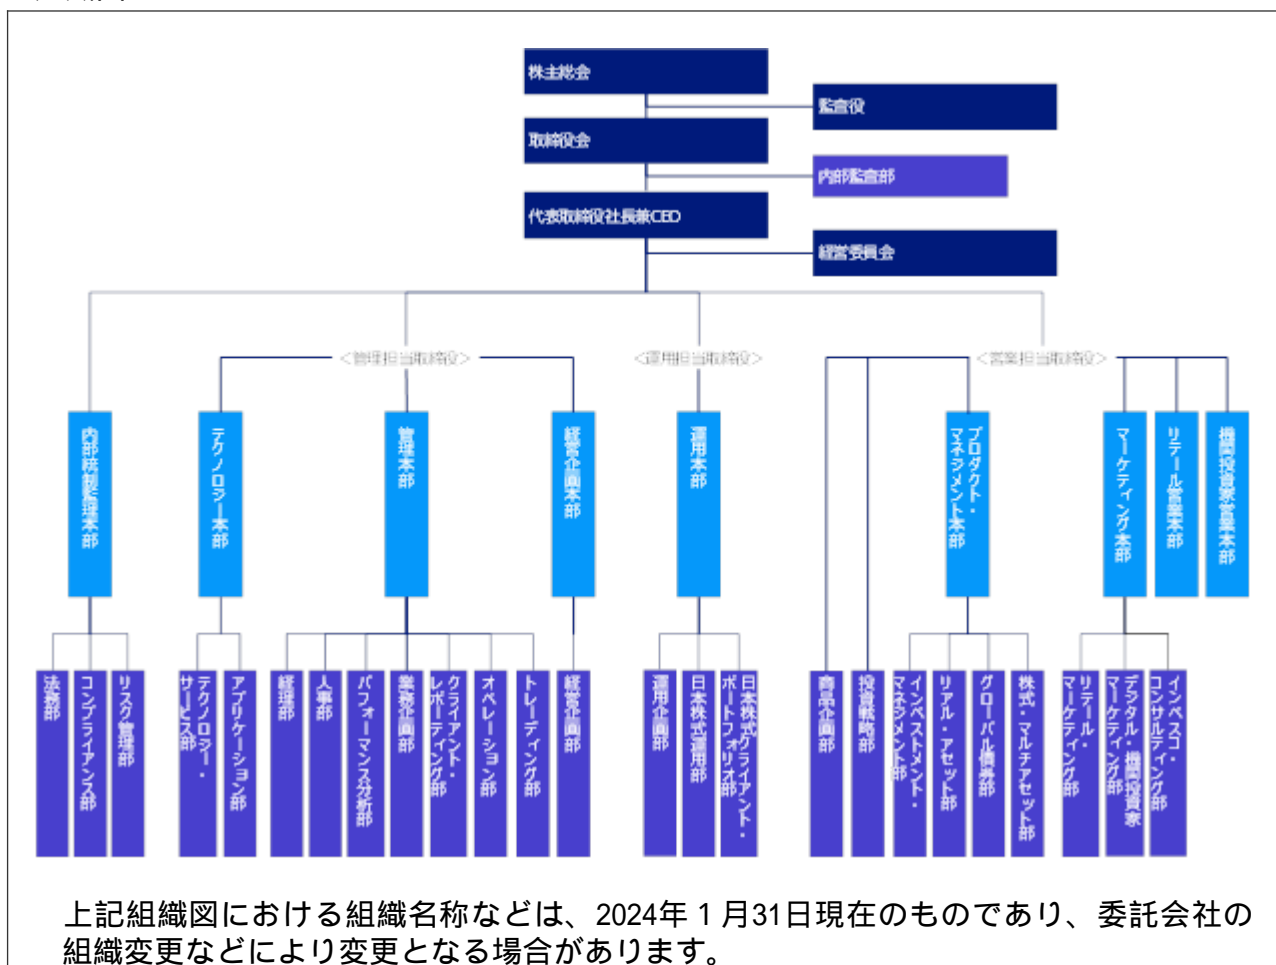 株主総会
監査役
取締役会
内部監査部
代表取締役社長兼CEO
経営委員会
<管理担当取締役>
<運用担当取締役>
<営業担当取締役>
内部統制監理本部
テクノロジー本部
管理本部
経営企画本部
運用本部
プロダクト・
マネジメント本部
マーケティング本部
リテール営業本部
機関投資家営業本部
法務部
コンプライアンス部
リスク管理部
テクノロジー・
サービス部
アプリケーション部
経理部
人事部
パフォーマンス分析部
業務企画部
クライアント・
レポーティング部
オペレーション部
トレーディング部
経営企画部
運用企画部
日本株式運用部
日本株式クライアント・
ポートフォリオ部
商品企画部
投資戦略部
インベストメント・
マネジメント部
リアル・アセット部
グローバル債券部
株式・マルチアセット部
リテール・
マーケティング部
デジタル・機関投資家
マーケティング部
インベスコ・
コンサルティング部
上記組織図における組織名称などは、2024年1月31日現在のものであり、委託会社の
組織変更などにより変更となる場合があります。